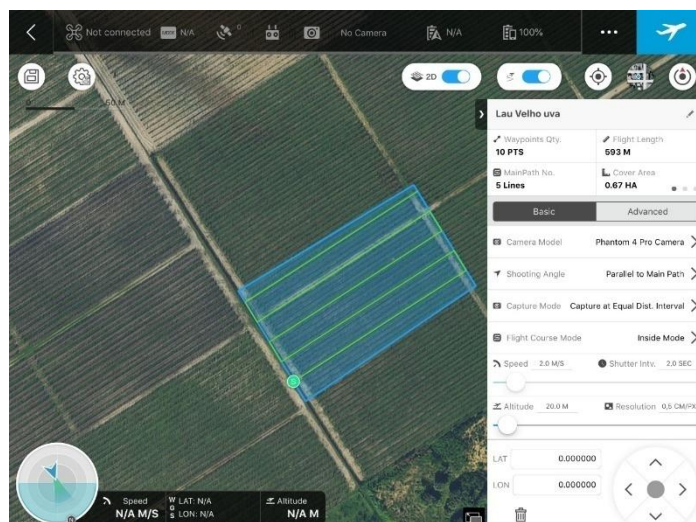 Not connected
N/A
0
No Camera
N/A
100%
2D
0 50 M
Lau Velho uva
Waypoints Qty.
10 PTS
Flight Length
593 M
MainPath No.
5 Lines
Cover Area
0.67 HA
Basic
Advanced
Camera Model
Phantom 4 Pro Camera
Shooting Angle
Parallel to Main Path
Capture Mode
Capture at Equal Dist. Interval
Flight Course Mode
Inside Mode
Speed 2.0 M/S
Shutter Intv. 2,0 SEC
Altitude 20.0 M
Resolution 0,5 CM/PX
LAT 0.000000
LON 0.000000
S
N
Speed
N/A M/S
WGS
LAT: N/A
LON: N/A
Altitude
N/A M